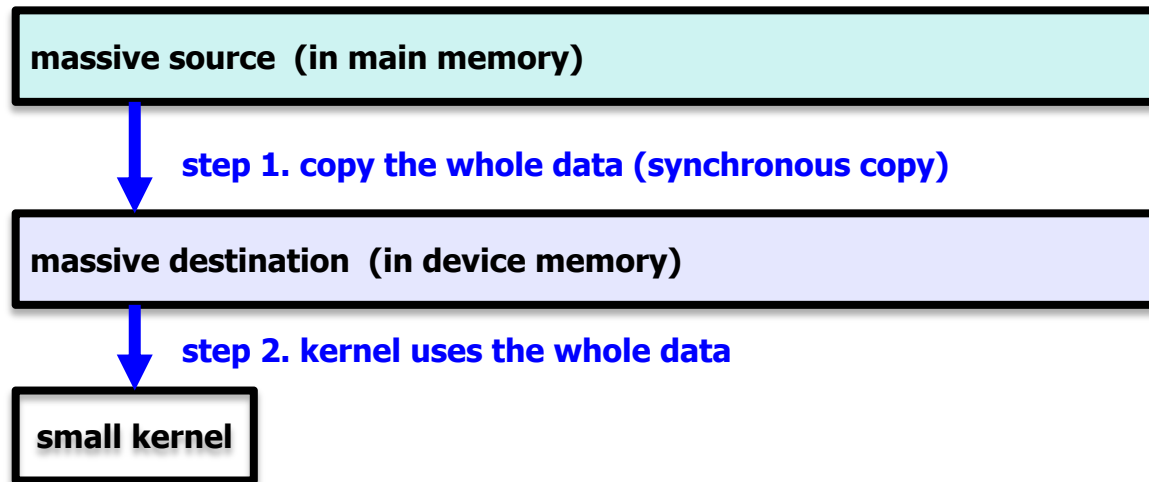 massive source (in main memory)
step 1. copy the whole data (synchronous copy)
massive destination (in device memory)
step 2. kernel uses the whole data
small kernel